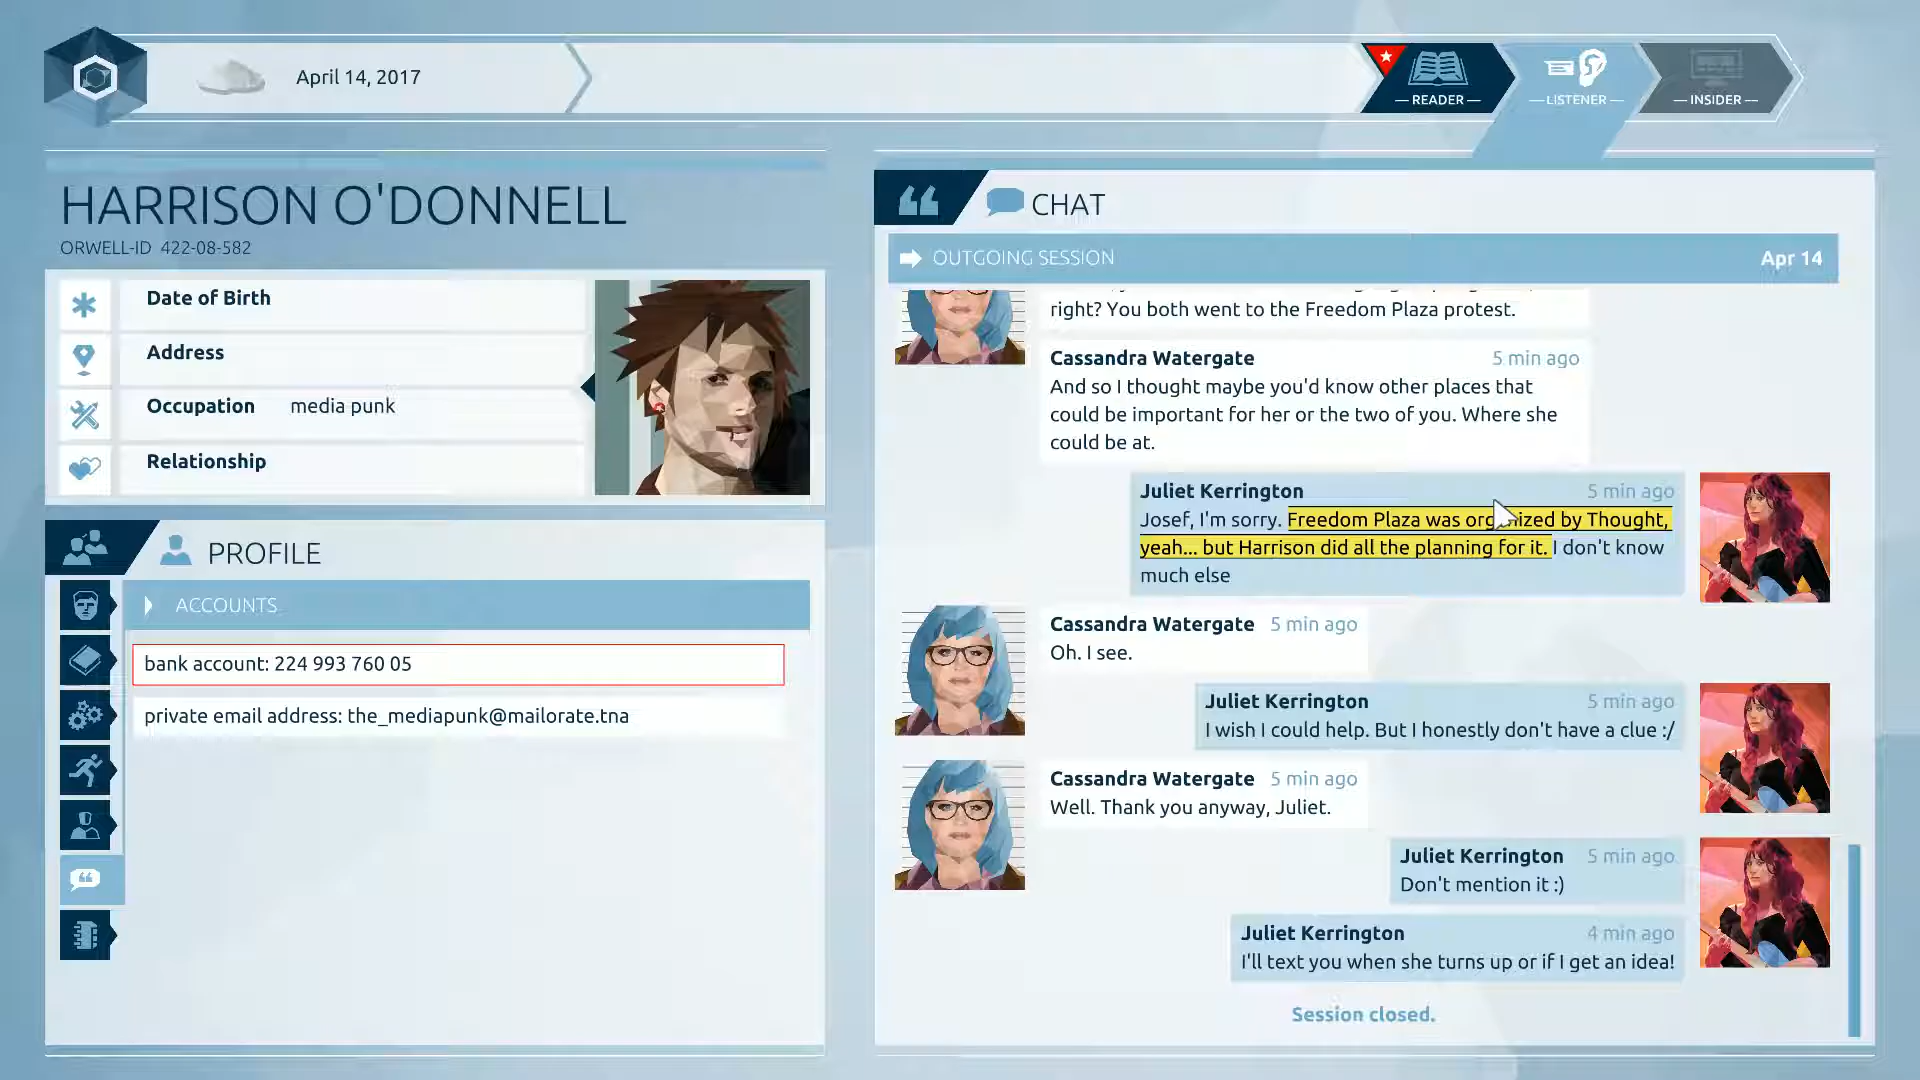 April 14, 2017
— READER —
— LISTENER —
— INSIDER —
HARRISON O'DONNELL
ORWELL-ID 422-08-582
Date of Birth
Address
Occupation media punk
Relationship
PROFILE
ACCOUNTS
bank account: 224 993 760 05
private email address: the_mediapunk@mailorate.tna
CHAT
OUTGOING SESSION Apr 14
right? You both went to the Freedom Plaza protest.
Cassandra Watergate 5 min ago
And so I thought maybe you'd know other places that
could be important for her or the two of you. Where she
could be at.
Juliet Kerrington 5 min ago
Josef, I'm sorry. Freedom Plaza was organized by Thought,
yeah... but Harrison did all the planning for it. I don't know
much else
Cassandra Watergate 5 min ago
Oh. I see.
Juliet Kerrington 5 min ago
I wish I could help. But I honestly don't have a clue :/
Cassandra Watergate 5 min ago
Well. Thank you anyway, Juliet.
Juliet Kerrington 5 min ago
Don't mention it :)
Juliet Kerrington 4 min ago
I'll text you when she turns up or if I get an idea!
Session closed.